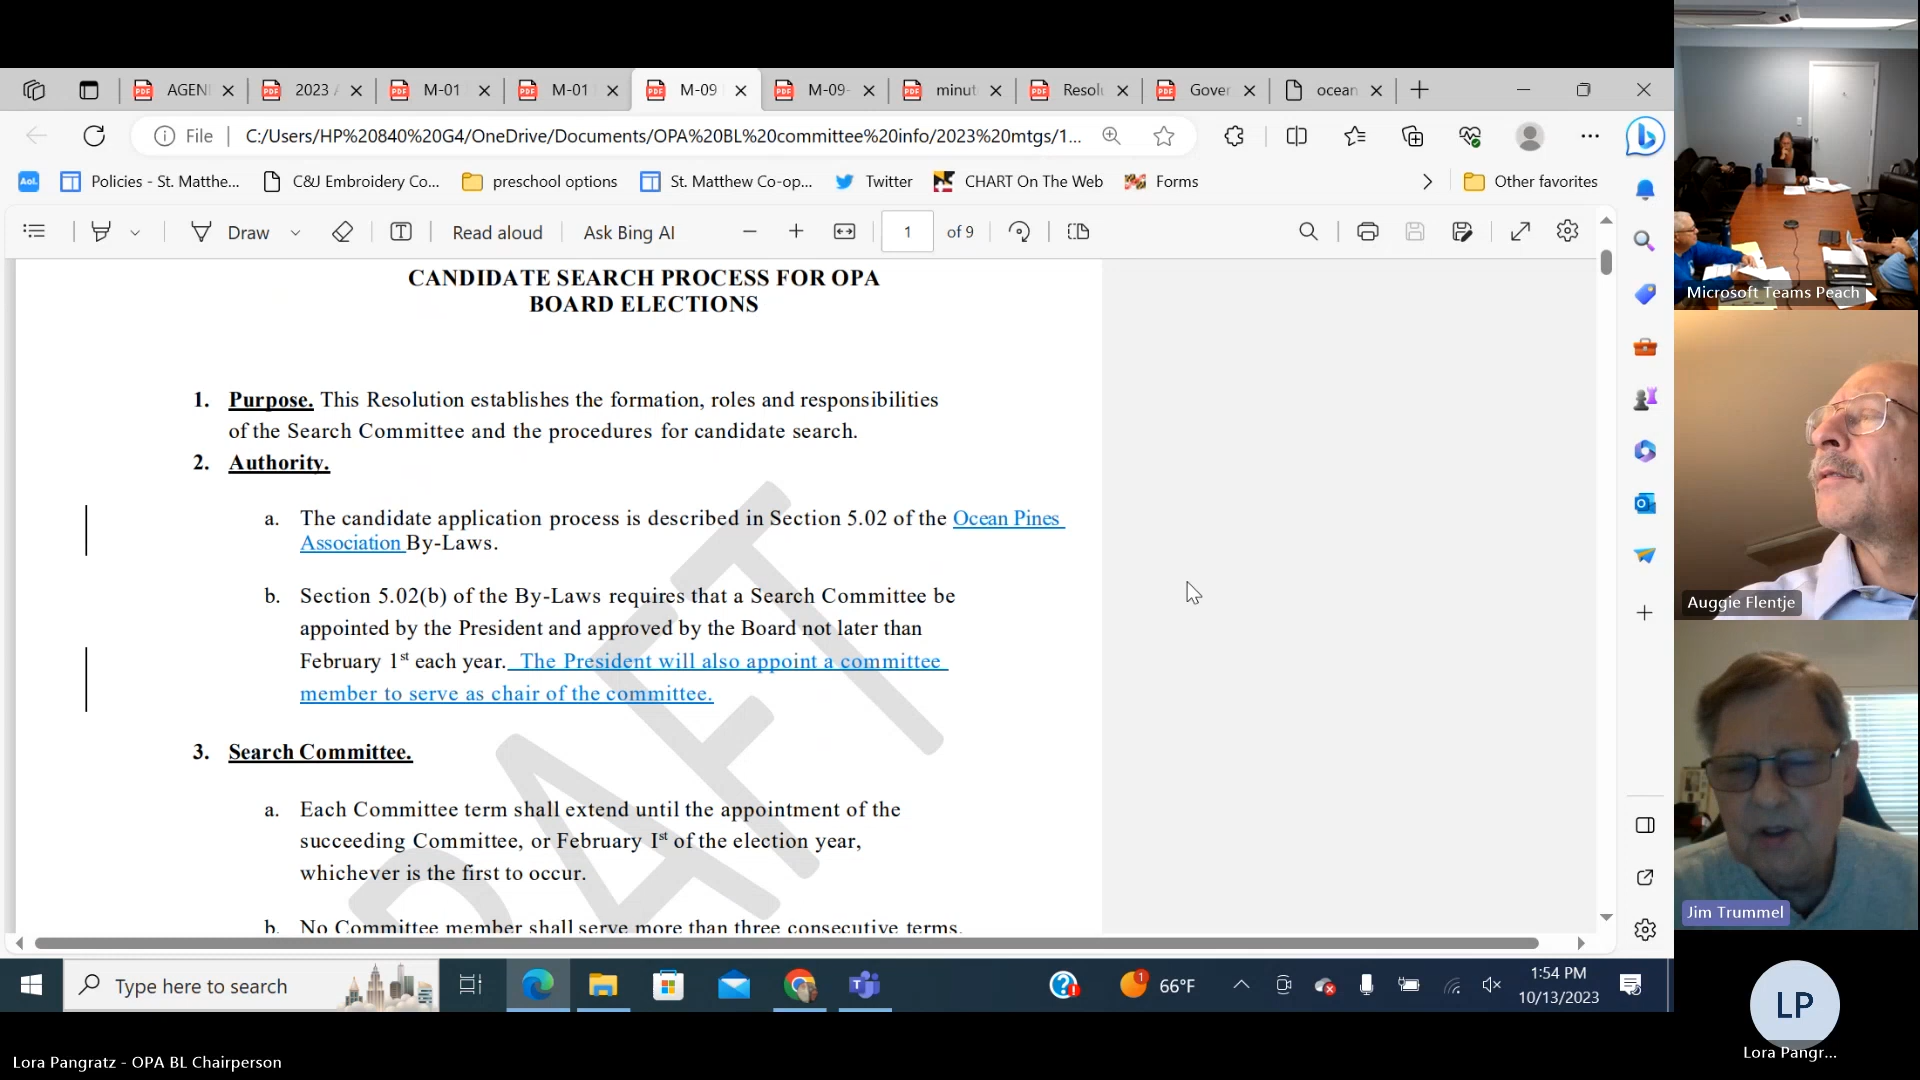 AGEN
2023 A
M-01
M-01
M-09
M-09-
minut
Resolu
Gover
ocean
File
C:/Users/HP%20840%20G4/OneDrive/Documents/OPA%20BL%20committee%20info/2023%20mtgs/1...
Aol.
Policies - St. Matthe...
C&J Embroidery Co...
preschool options
St. Matthew Co-op...
Twitter
CHART On The Web
Forms
Other favorites
Draw
Read aloud
Ask Bing AI
1
of 9
CANDIDATE SEARCH PROCESS FOR OPA
BOARD ELECTIONS
1. Purpose. This Resolution establishes the formation, roles and responsibilities
of the Search Committee and the procedures for candidate search.
2. Authority.
a. The candidate application process is described in Section 5.02 of the Ocean Pines
Association By-Laws.
b. Section 5.02(b) of the By-Laws requires that a Search Committee be
appointed by the President and approved by the Board not later than
February 1st each year. The President will also appoint a committee
member to serve as chair of the committee.
3. Search Committee.
a. Each Committee term shall extend until the appointment of the
succeeding Committee, or February Ist of the election year,
whichever is the first to occur.
b. No Committee member shall serve more than three consecutive terms.
DRAFT
Type here to search
1
66°F
1:54 PM
10/13/2023
Microsoft Teams Peach
Auggie Flentje
Jim Trummel
LP
Lora Pangr...
Lora Pangratz - OPA BL Chairperson